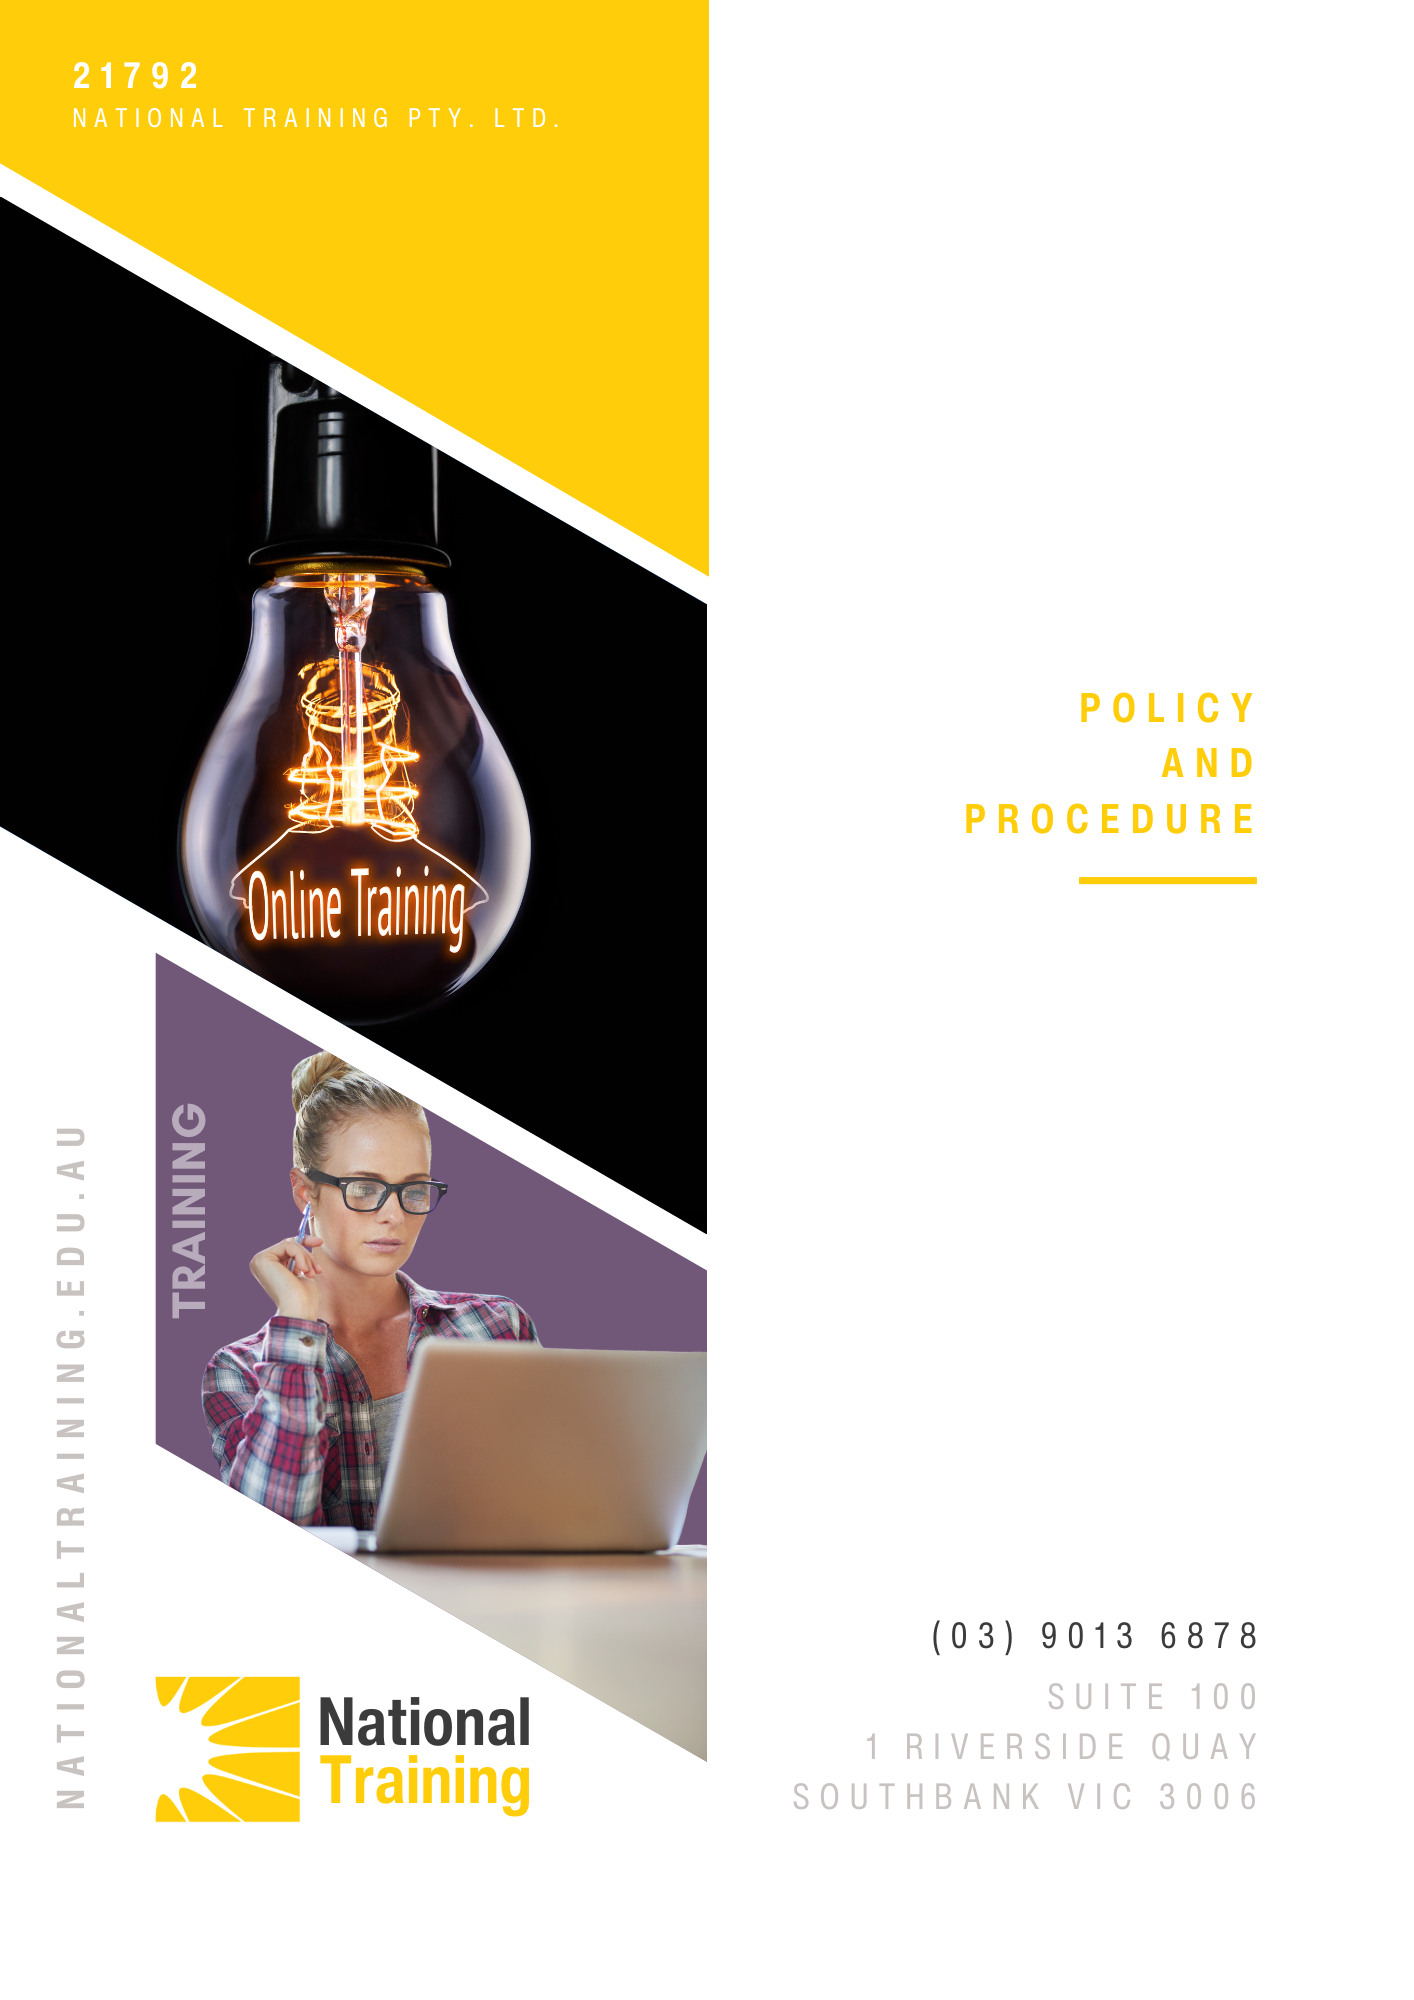 21792
NATIONAL TRAINING PTY. LTD.
Online Training
POLICY
AND
PROCEDURE
TRAINING
NATIONALTRAINING.EDU.AU
National
Training
(03) 9013 6878
SUITE 100
1 RIVERSIDE QUAY
SOUTHBANK VIC 3006